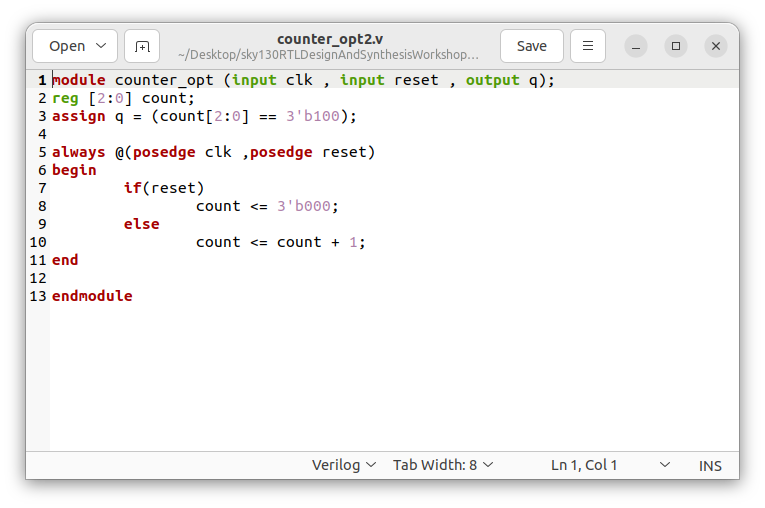 counter_opt2.v
Open
~/Desktop/sky130RTLDesignAndSynthesisWorkshop…
Save
1 module counter_opt (input clk , input reset , output q);
2 reg [2:0] count;
3 assign q = (count[2:0] == 3'b100);
4
5 always @(posedge clk ,posedge reset)
6 begin
7 if(reset)
8 count <= 3'b000;
9 else
10 count <= count + 1;
11 end
12
13 endmodule
Verilog Tab Width: 8 Ln 1, Col 1 INS